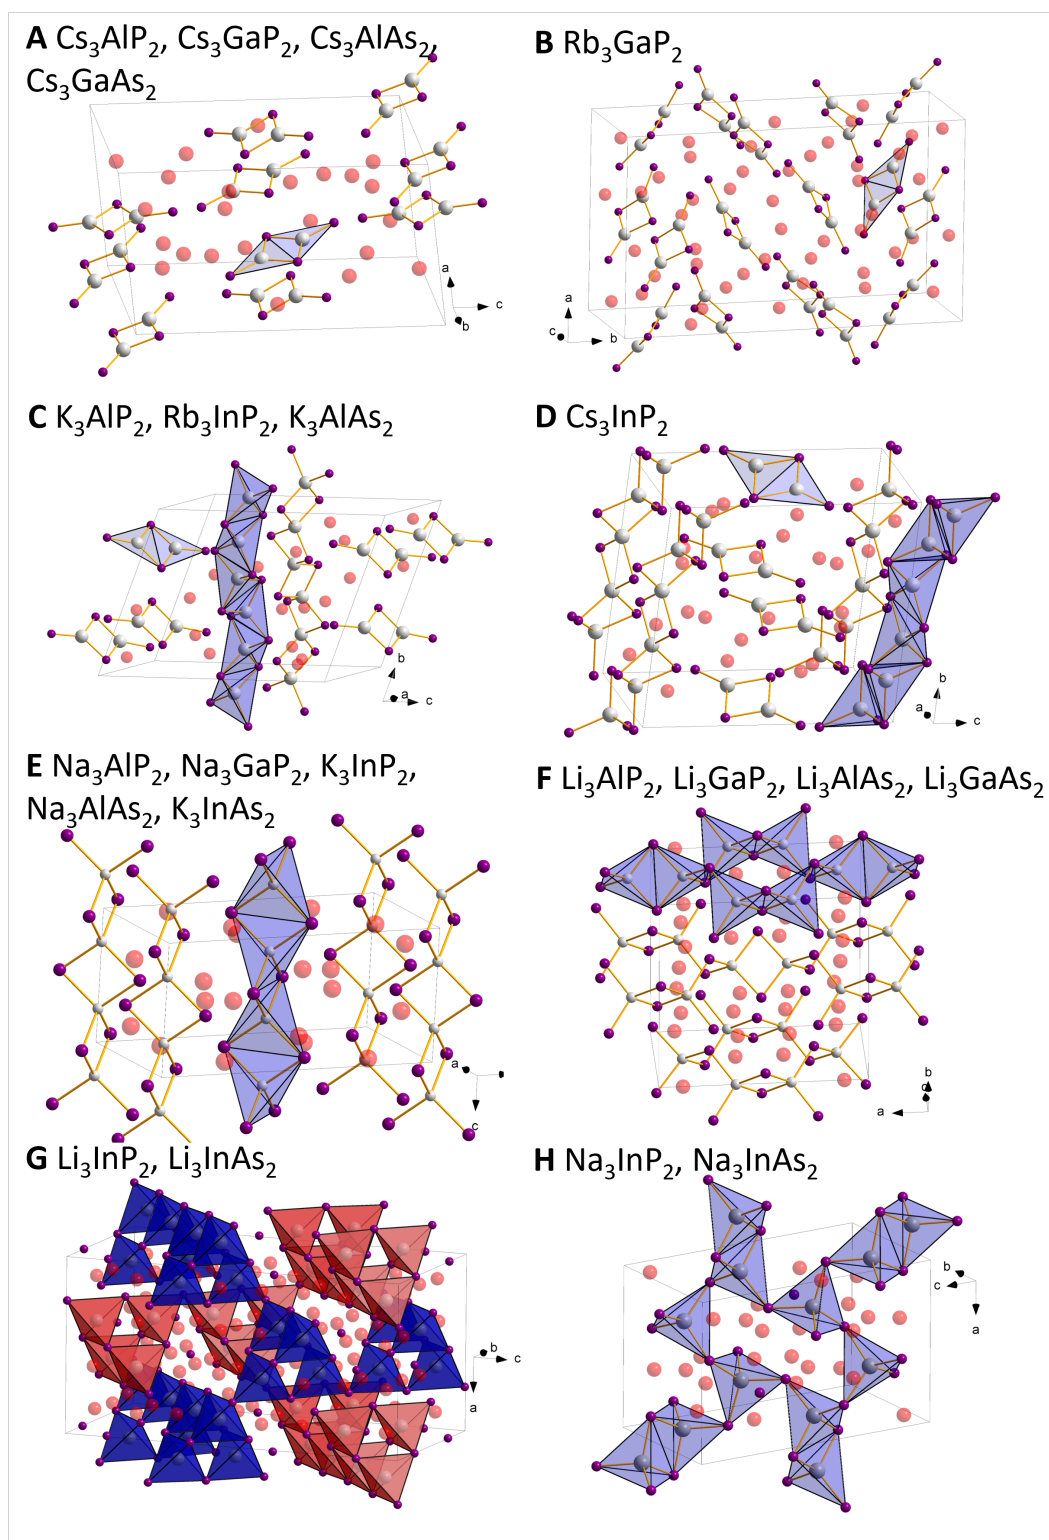 A Cs₃AlP₂, Cs₃GaP₂, Cs₃AlAs₂,
Cs₃GaAs₂
a
c
b
B Rb₃GaP₂
a
c
b
C K₃AlP₂, Rb₃InP₂, K₃AlAs₂
b
a
c
D Cs₃InP₂
b
a
c
E Na₃AlP₂, Na₃GaP₂, K₃InP₂,
Na₃AlAs₂, K₃InAs₂
a
c
F Li₃AlP₂, Li₃GaP₂, Li₃AlAs₂, Li₃GaAs₂
b
c
a
G Li₃InP₂, Li₃InAs₂
b
c
a
H Na₃InP₂, Na₃InAs₂
b
c
a